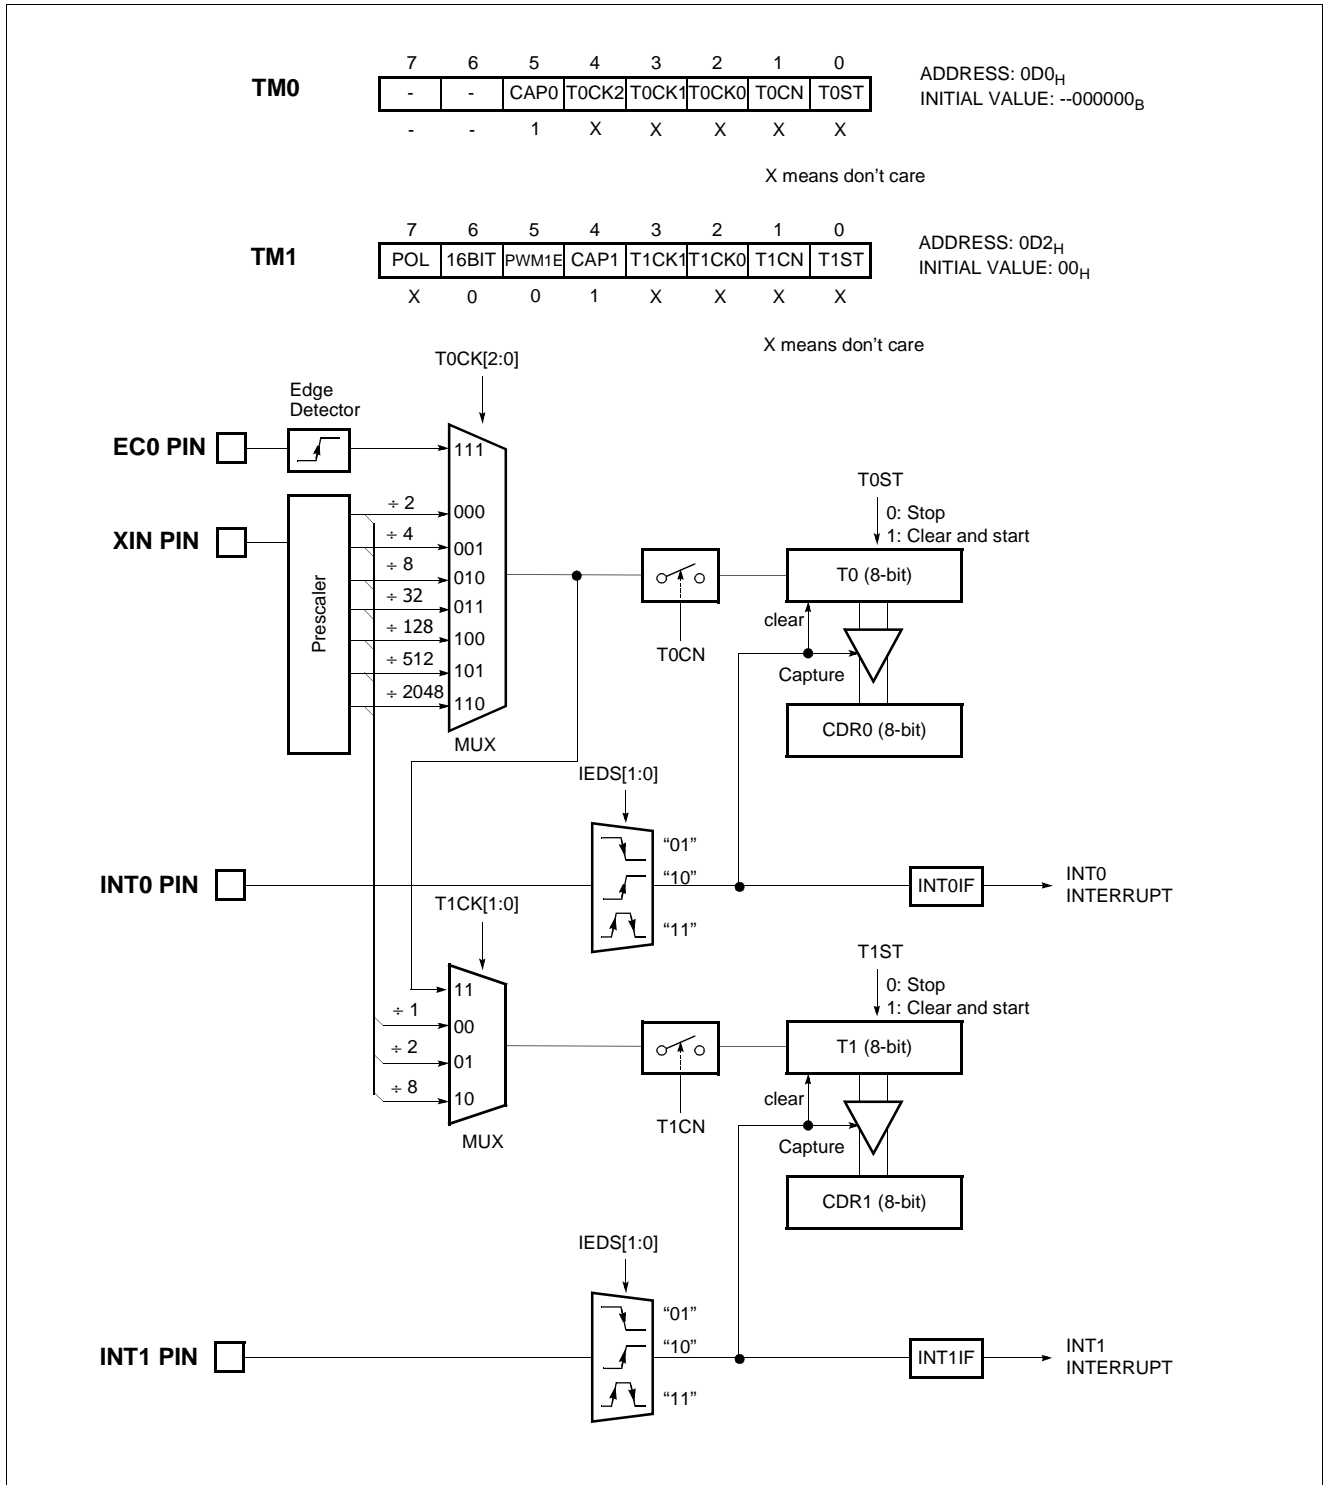 7 6 5 4 3 2 1 0
TM0
- - CAP0 T0CK2 T0CK1 T0CK0 T0CN T0ST
ADDRESS: 0D0H
INITIAL VALUE: --000000B
- - 1 X X X X X
X means don't care
7 6 5 4 3 2 1 0
TM1
POL 16BIT PWM1E CAP1 T1CK1 T1CK0 T1CN T1ST
ADDRESS: 0D2H
INITIAL VALUE: 00H
X 0 0 1 X X X X
X means don't care
T0CK[2:0]
Edge
Detector
EC0 PIN
111
XIN PIN
Prescaler
÷ 2
000
÷ 4
001
÷ 8
010
÷ 32
011
÷ 128
100
÷ 512
101
÷ 2048
110
MUX
T0CN
T0ST
0: Stop
1: Clear and start
T0 (8-bit)
clear
Capture
CDR0 (8-bit)
IEDS[1:0]
INT0 PIN
“01”
“10”
“11”
INT0IF
INT0
INTERRUPT
T1CK[1:0]
11
÷ 1
00
÷ 2
01
÷ 8
10
MUX
T1CN
T1ST
0: Stop
1: Clear and start
T1 (8-bit)
clear
Capture
CDR1 (8-bit)
IEDS[1:0]
INT1 PIN
“01”
“10”
“11”
INT1IF
INT1
INTERRUPT